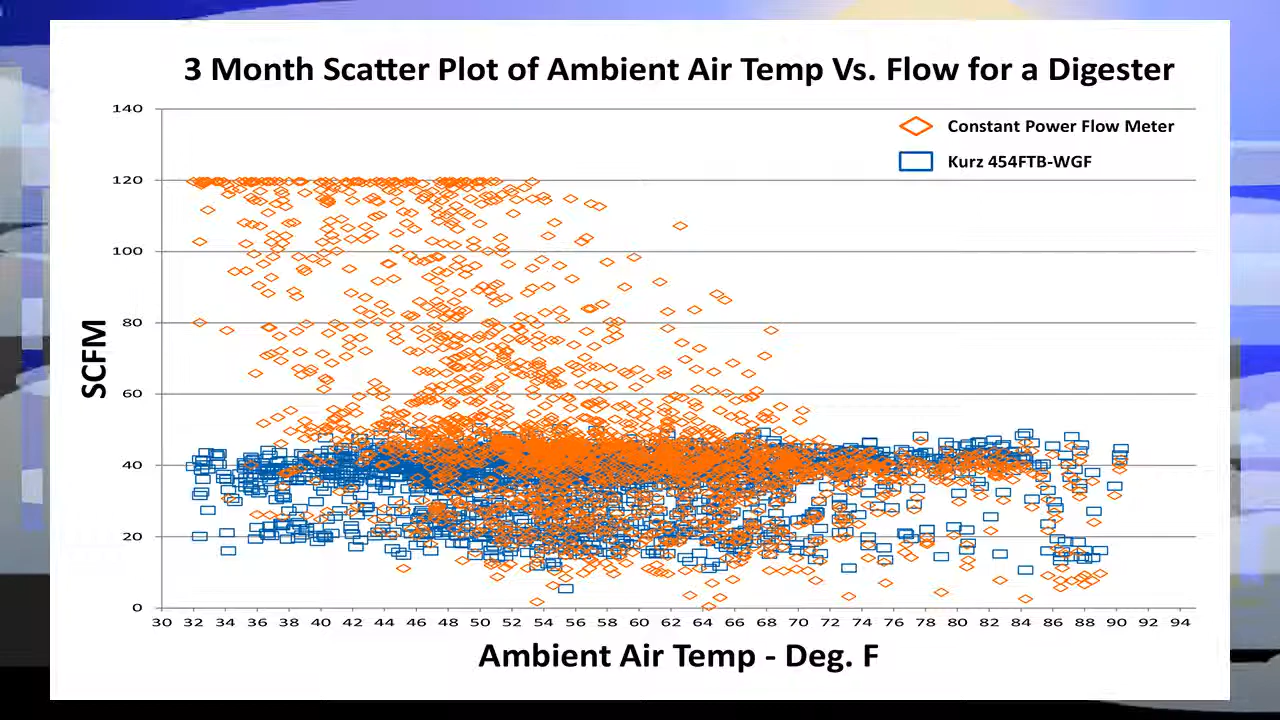 3 Month Scatter Plot of Ambient Air Temp Vs. Flow for a Digester
140
Constant Power Flow Meter
Kurz 454FTB-WGF
120
100
80
SCFM
60
40
20
0
30 32 34 36 38 40 42 44 46 48 50 52 54 56 58 60 62 64 66 68 70 72 74 76 78 80 82 84 86 88 90 92 94
Ambient Air Temp - Deg. F